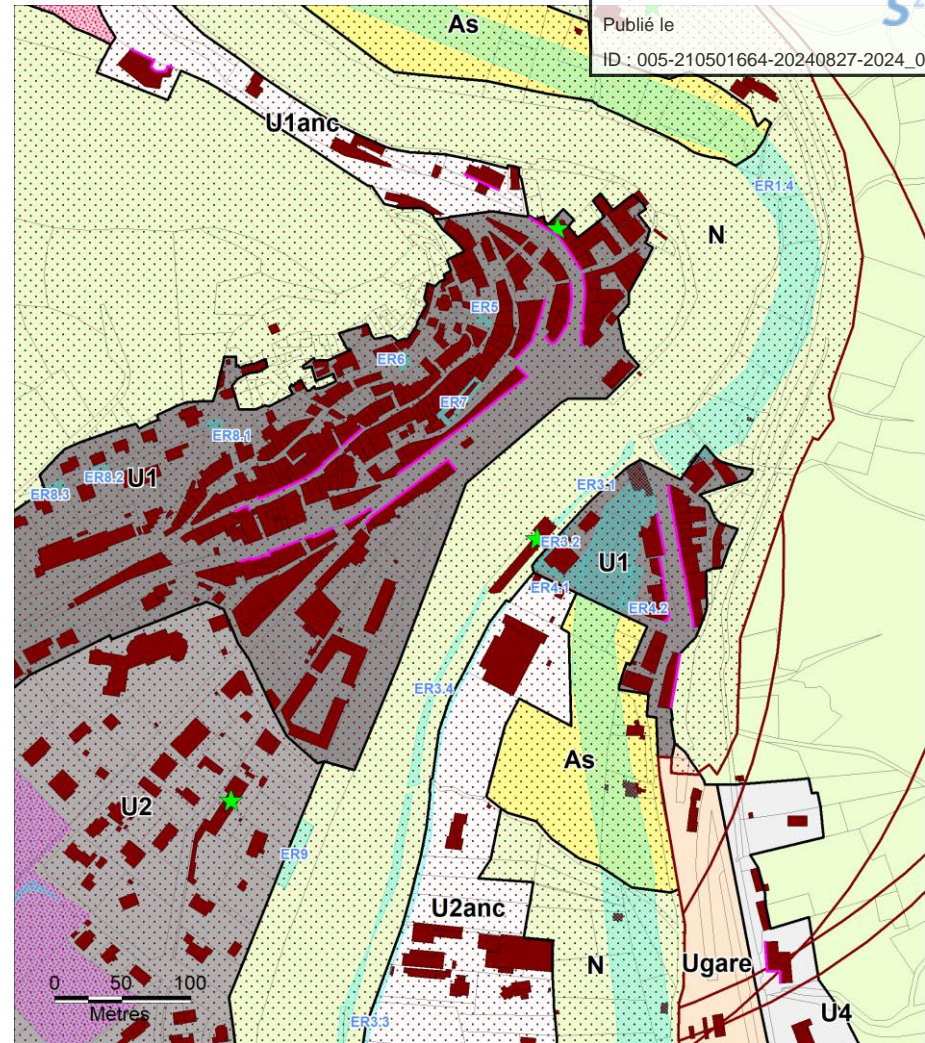 As
Publié le
ID : 005-210501664-20240827-2024_0
U1anc
ER1.4
N
ER5
ER6
ER7
ER8.1
ER8.2
U1
ER8.3
ER3.1
ER3.2
U1
ER4.1
ER4.2
ER3.4
As
U2
ER9
U2anc
N
Ugare
0 50 100
Mètres
U4
ER3.3